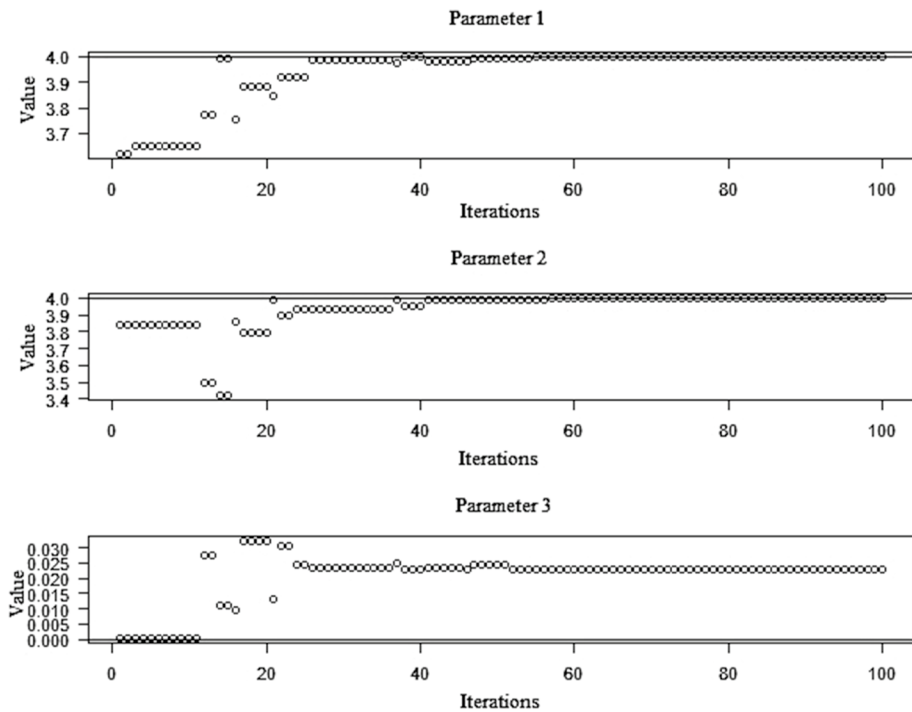 Parameter 1
Value
4.0
3.9
3.8
3.7
0 20 40 60 80 100
Iterations
Parameter 2
Value
4.0
3.9
3.8
3.7
3.6
3.5
3.4
0 20 40 60 80 100
Iterations
Parameter 3
Value
0.030
0.025
0.020
0.015
0.010
0.005
0.000
0 20 40 60 80 100
Iterations